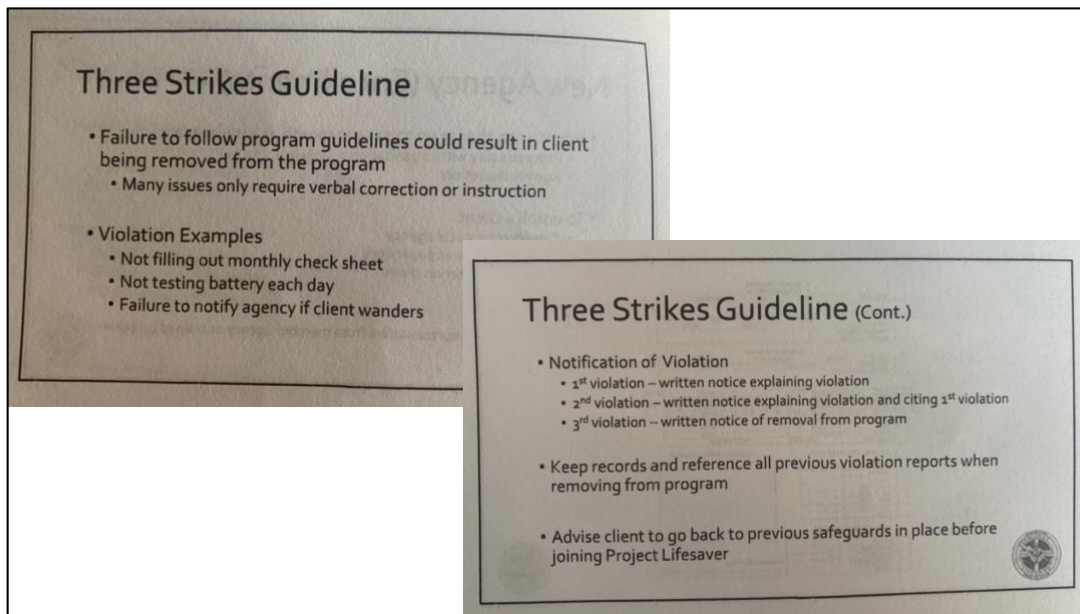 Three Strikes Guideline
• Failure to follow program guidelines could result in client
being removed from the program
• Many issues only require verbal correction or instruction
• Violation Examples
• Not filling out monthly check sheet
• Not testing battery each day
• Failure to notify agency if client wanders
Three Strikes Guideline (Cont.)
• Notification of Violation
• 1st violation – written notice explaining violation
• 2nd violation – written notice explaining violation and citing 1st violation
• 3rd violation – written notice of removal from program
• Keep records and reference all previous violation reports when
removing from program
• Advise client to go back to previous safeguards in place before
joining Project Lifesaver